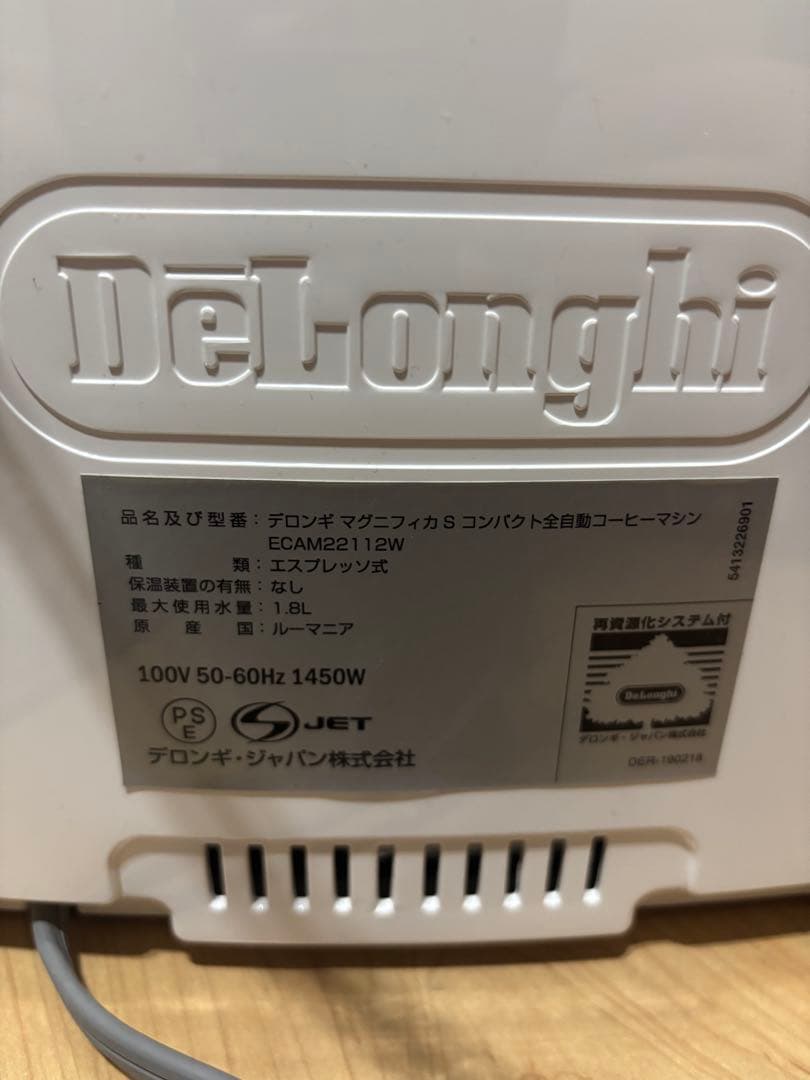 DeLonghi
品名及び型番：デロンギ マグニフィカ S コンパクト全自動コーヒーマシン
ECAM22112W
種類：エスプレッソ式
保温装置の有無：なし
最大使用水量：1.8L
原産国：ルーマニア
100V 50-60Hz 1450W
PS
E
JET
デロンギ・ジャパン株式会社
5413226901
再資源化システム付
DeLonghi
デロンギ・ジャパン株式会社